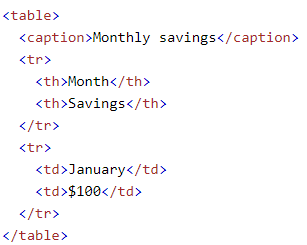 <table>
  <caption>Monthly savings</caption>
  <tr>
    <th>Month</th>
    <th>Savings</th>
  </tr>
  <tr>
    <td>January</td>
    <td>$100</td>
  </tr>
</table>